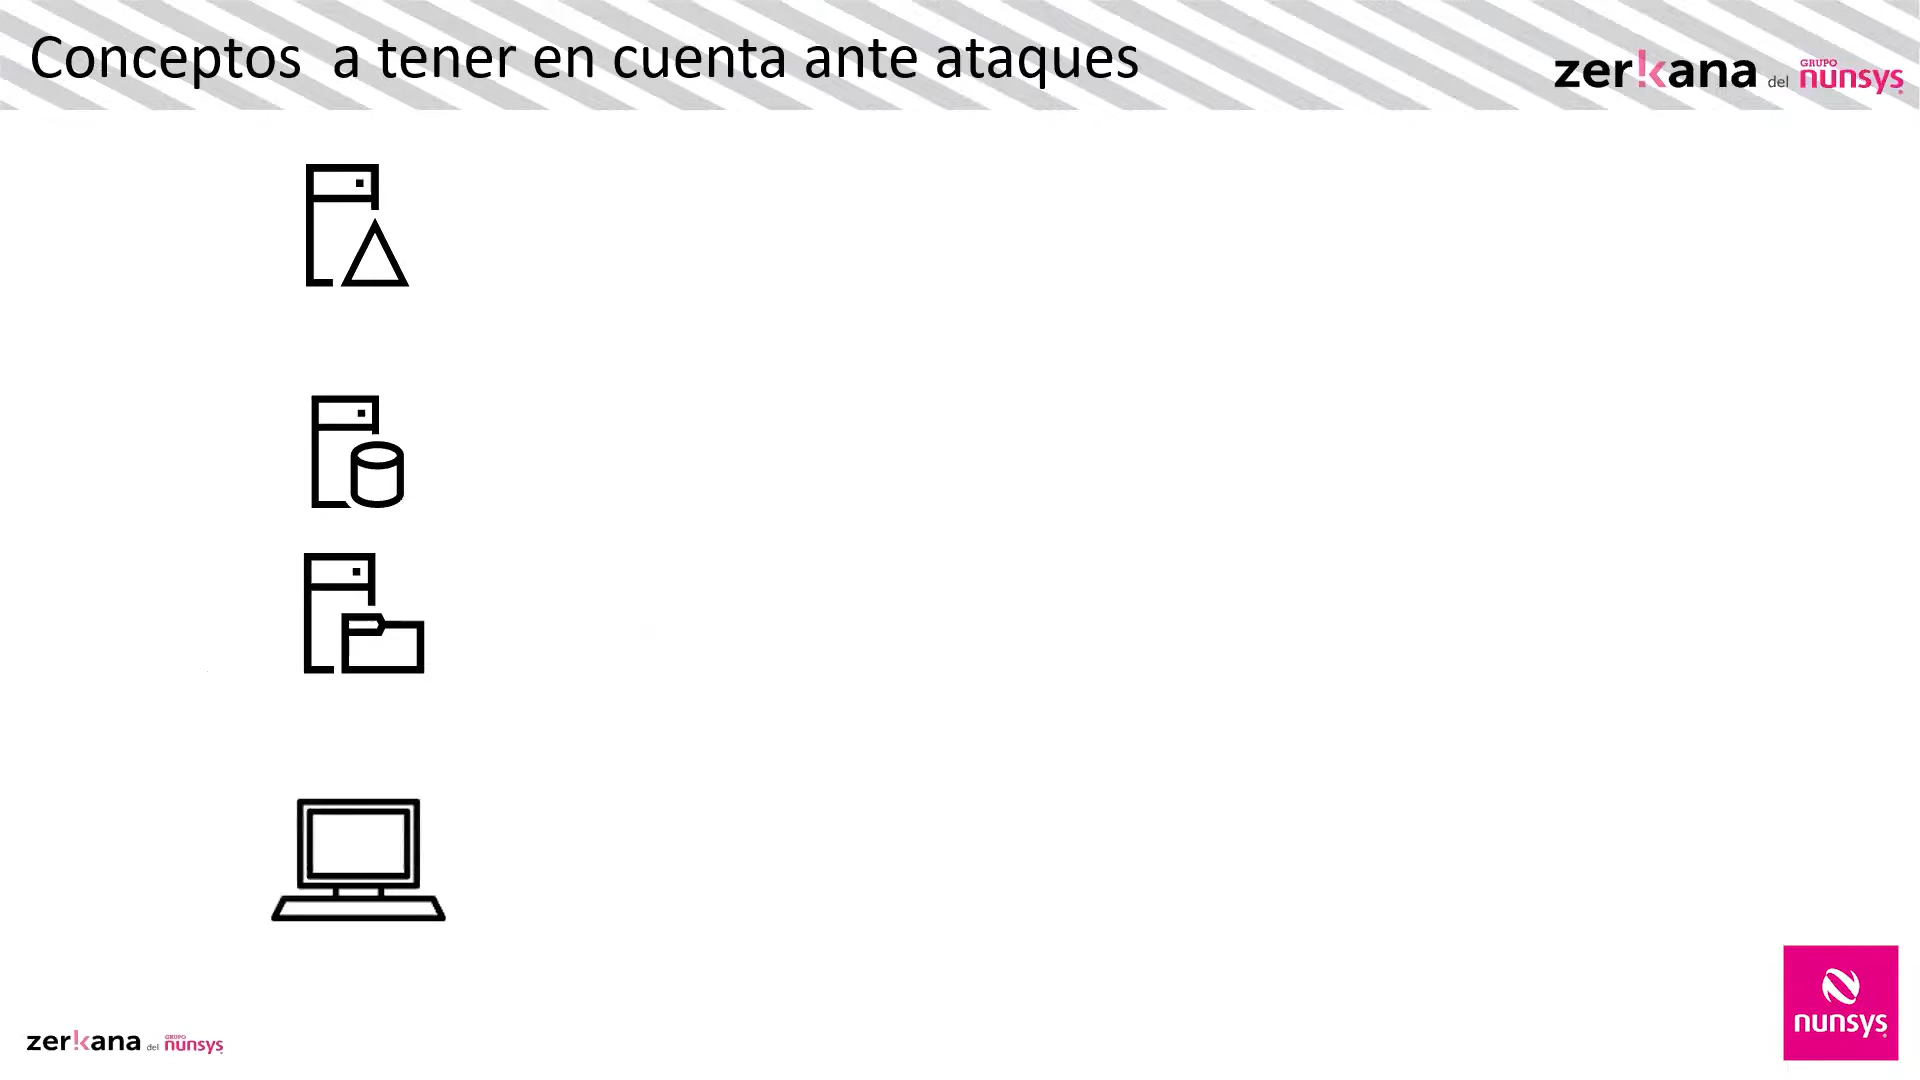 Conceptos  a tener en cuenta ante ataques
zer!kana del GRUPO nunsys
nunsys
zer!kana del GRUPO nunsys